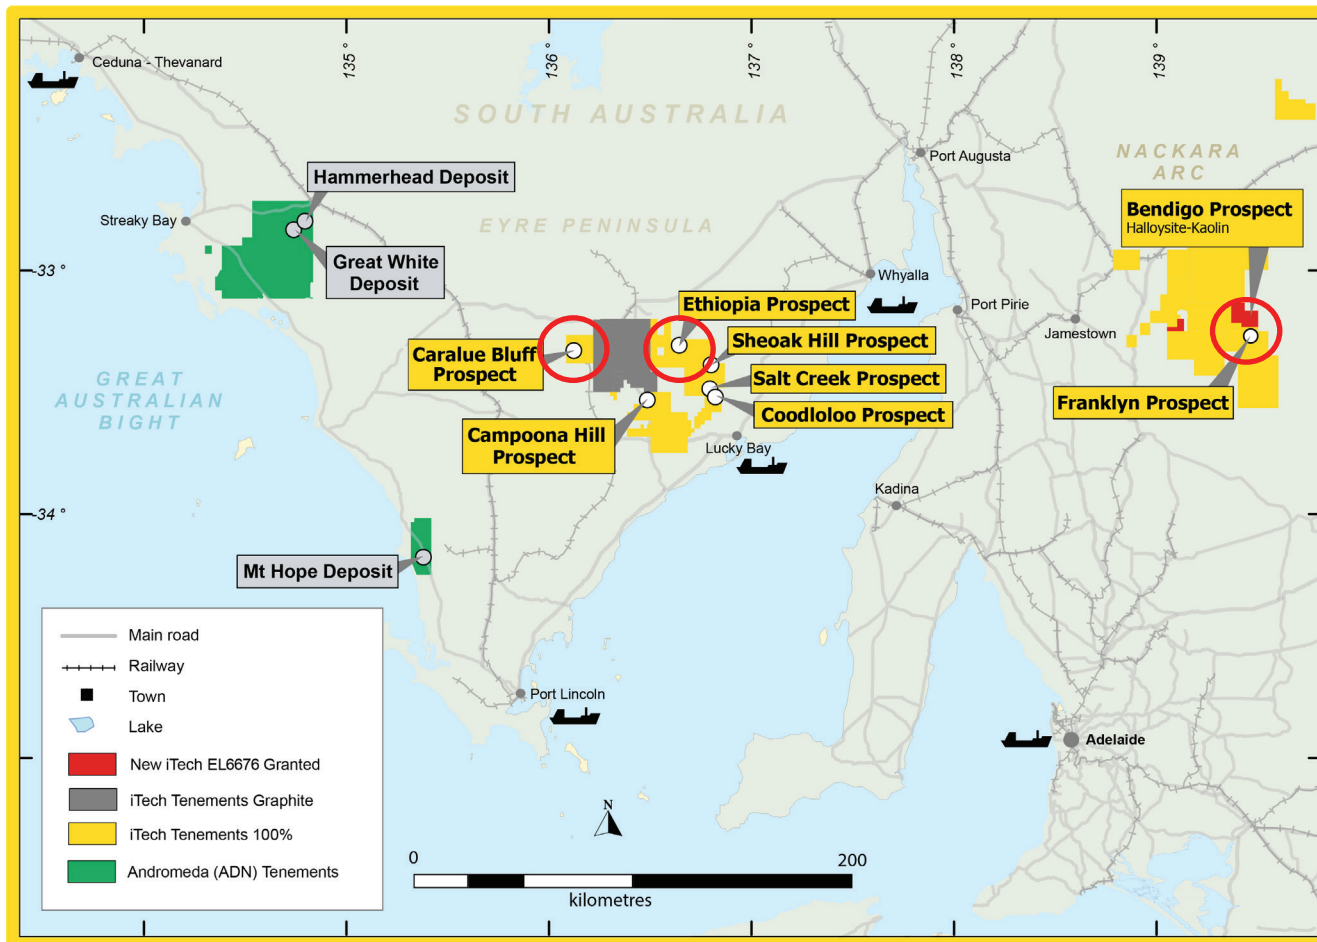 135 °
136 °
137 °
138 °
139 °
Ceduna - Thevanard
SOUTH AUSTRALIA
Port Augusta
NACKARA
ARC
Hammerhead Deposit
Streaky Bay
EYRE PENINSULA
Bendigo Prospect
Halloysite-Kaolin
Great White
Deposit
-33 °
Whyalla
Ethiopia Prospect
Port Pirie
Jamestown
Sheoak Hill Prospect
Caralue Bluff
Prospect
Salt Creek Prospect
GREAT
AUSTRALIAN
BIGHT
Coodloloo Prospect
Franklyn Prospect
Campoona Hill
Prospect
Lucky Bay
Kadina
-34 °
Mt Hope Deposit
Main road
Railway
Town
Lake
New iTech EL6676 Granted
iTech Tenements Graphite
iTech Tenements 100%
Andromeda (ADN) Tenements
Port Lincoln
Adelaide
N
0
200
kilometres